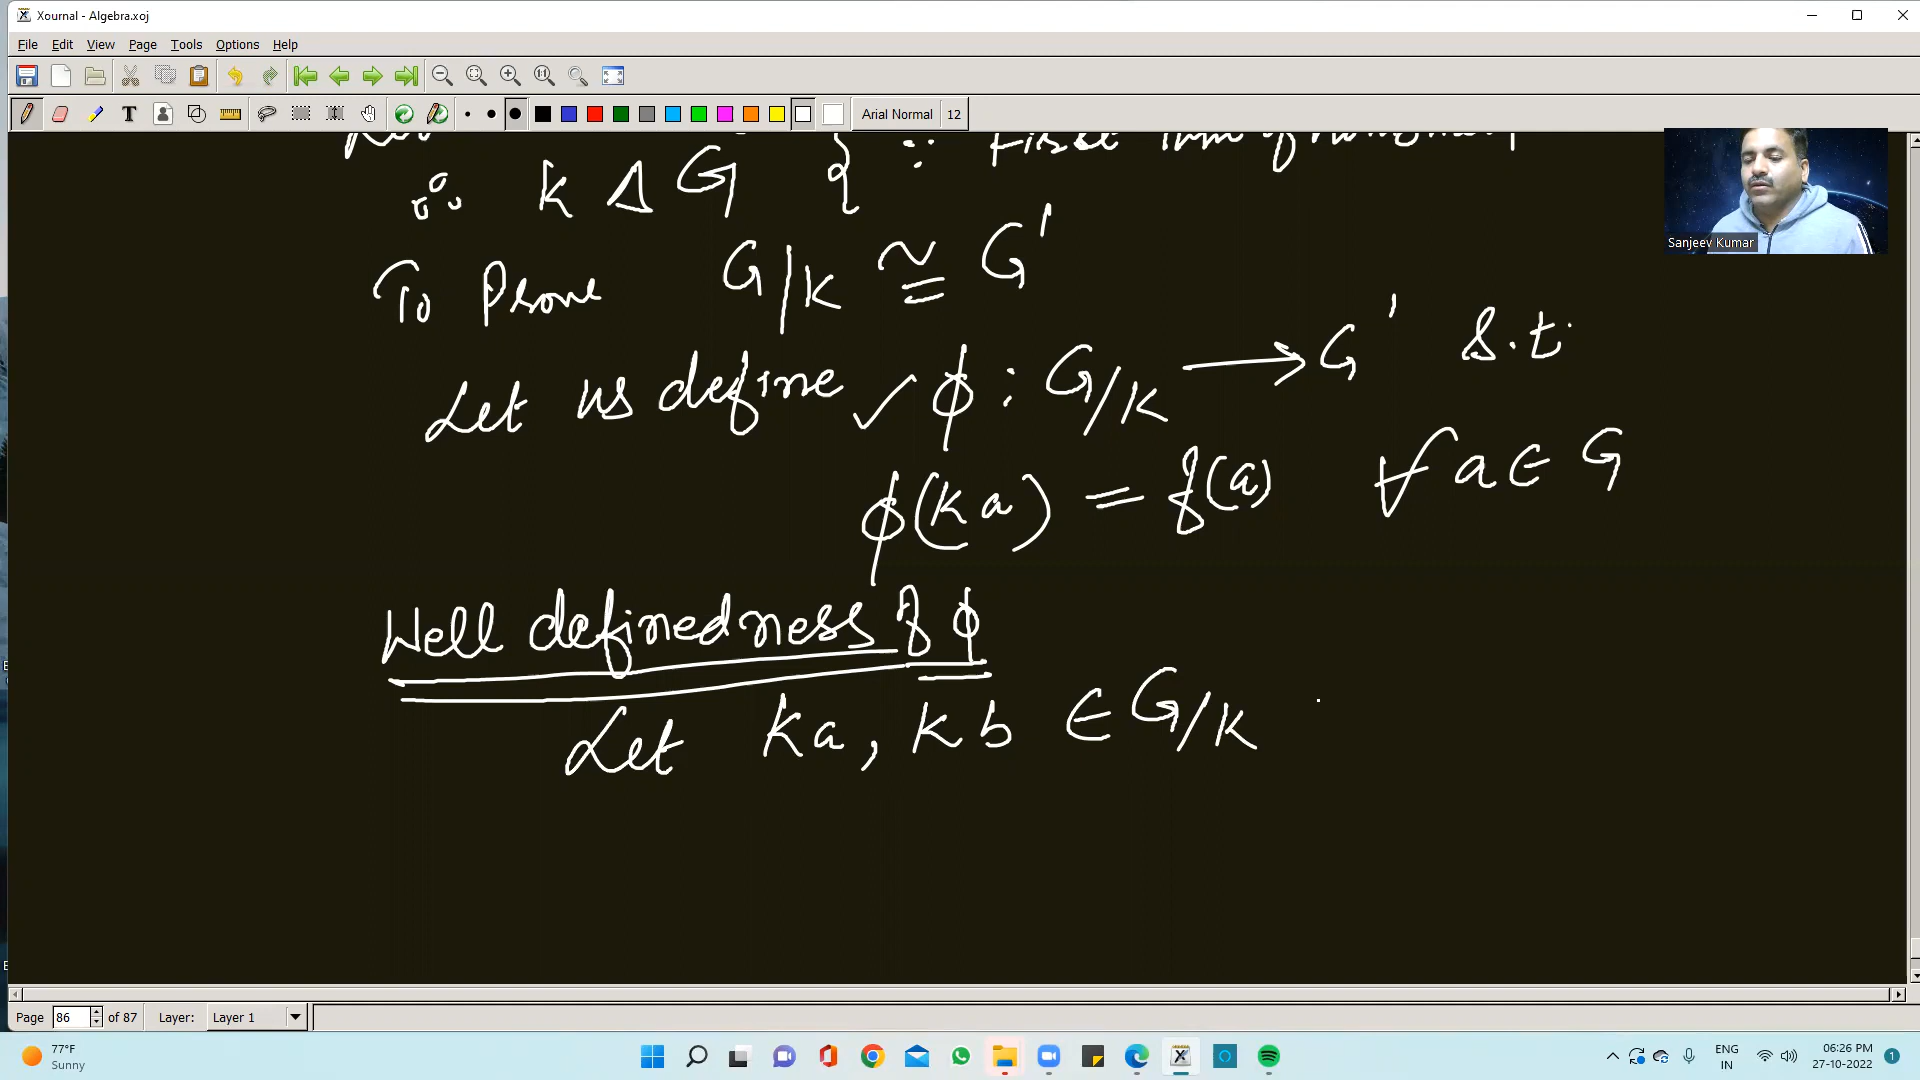 Xournal - Algebra.xoj
File Edit View Page Tools Options Help
Arial Normal 12
∴ K Δ G } ∵ First
To Prove G/K ≅ G'
Let us define ✓ φ : G/K → G' s.t.
φ(Ka) = f(a) ∀ a ∈ G
Well definedness of φ
Let Ka, Kb ∈ G/K
Sanjeev Kumar
Page 86 of 87 Layer: Layer 1
77°F
Sunny
ENG
IN
06:26 PM
27-10-2022
1